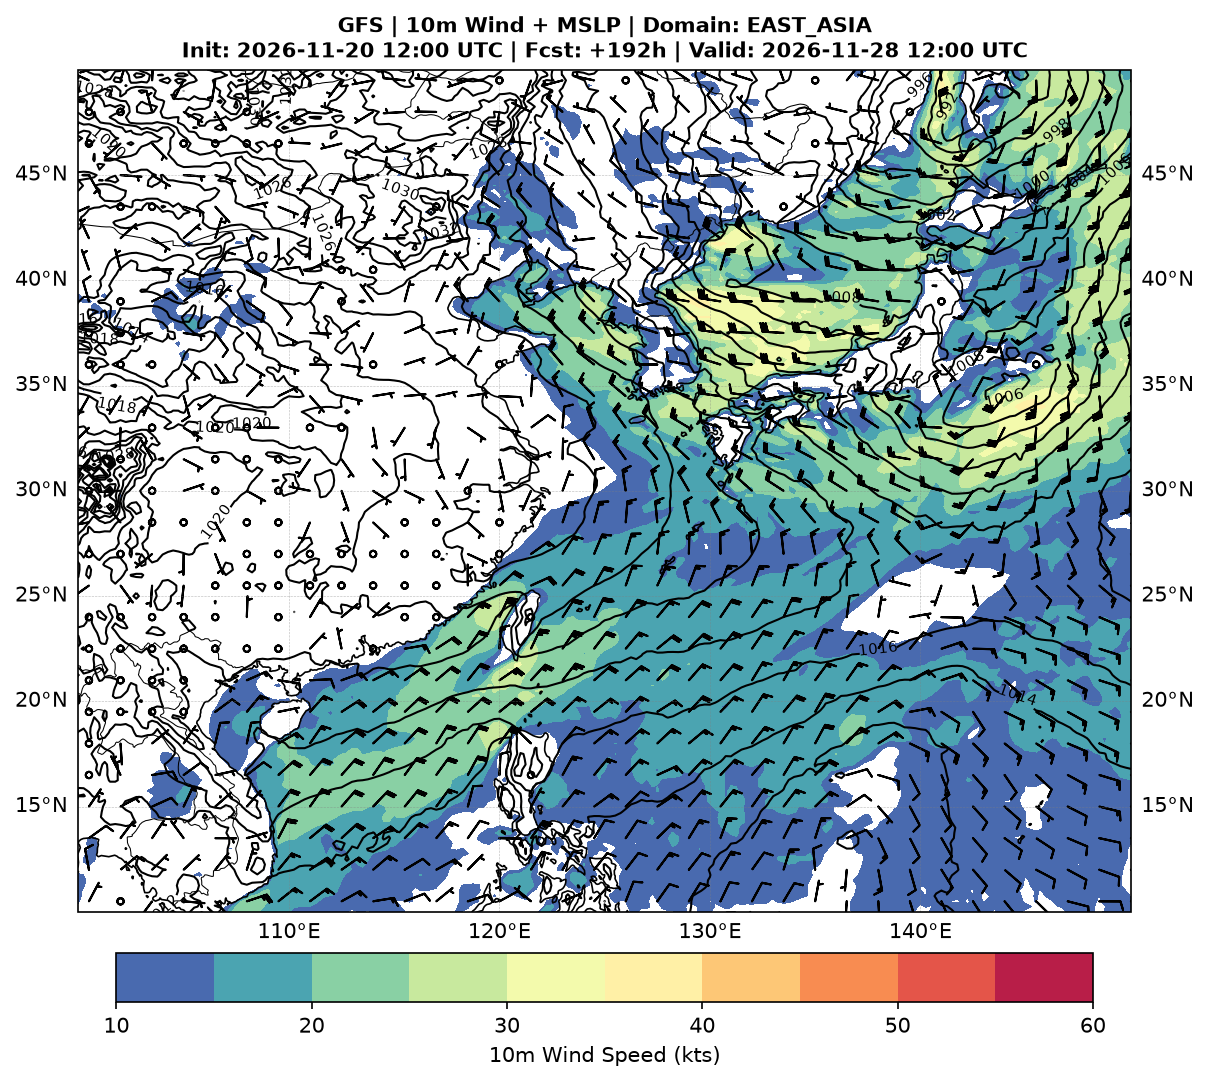 GFS | 10m Wind + MSLP | Domain: EAST_ASIA
Init: 2026-11-20 12:00 UTC | Fcst: +192h | Valid: 2026-11-28 12:00 UTC
996
998
1026
1030
1026
1002
1008
1006
1018
1020
1020
1020
1016
1014
45°N 45°N
40°N 40°N
35°N 35°N
30°N 30°N
25°N 25°N
20°N 20°N
15°N 15°N
110°E 120°E 130°E 140°E
10 20 30 40 50 60
10m Wind Speed (kts)